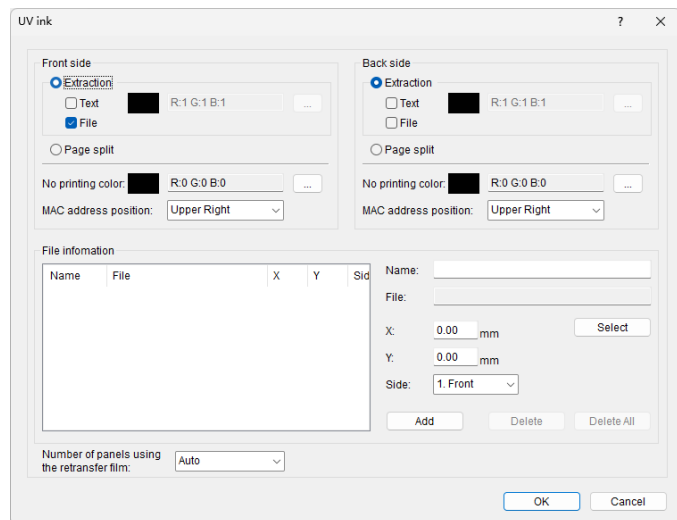 UV ink ? ×
Front side
Extraction
Text R:1 G:1 B:1 ...
File
Page split
No printing color: R:0 G:0 B:0 ...
MAC address position: Upper Right
Back side
Extraction
Text R:1 G:1 B:1 ...
File
Page split
No printing color: R:0 G:0 B:0 ...
MAC address position: Upper Right
File infomation
Name File X Y Sid
Name:
File:
X: 0.00 mm Select
Y: 0.00 mm
Side: 1. Front
Add Delete Delete All
Number of panels using
the retransfer film: Auto
OK Cancel